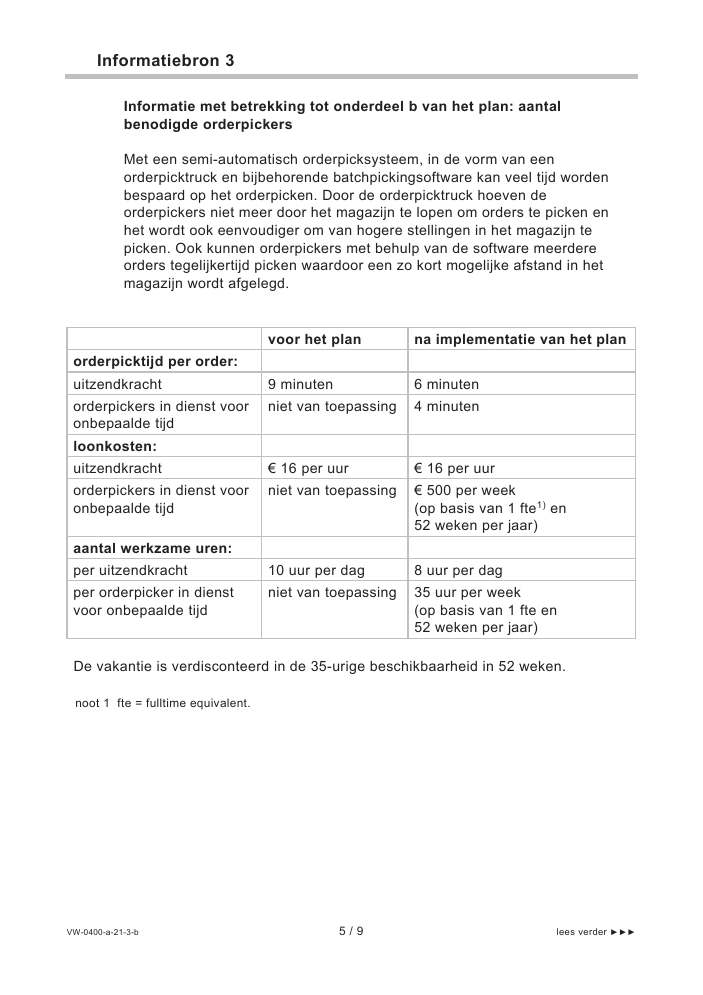 Informatiebron 3
Informatie met betrekking tot onderdeel b van het plan: aantal
benodigde orderpickers
Met een semi-automatisch orderpicksysteem, in de vorm van een
orderpicktruck en bijbehorende batchpickingsoftware kan veel tijd worden
bespaard op het orderpicken. Door de orderpicktruck hoeven de
orderpickers niet meer door het magazijn te lopen om orders te picken en
het wordt ook eenvoudiger om van hogere stellingen in het magazijn te
picken. Ook kunnen orderpickers met behulp van de software meerdere
orders tegelijkertijd picken waardoor een zo kort mogelijke afstand in het
magazijn wordt afgelegd.
voor het plan na implementatie van het plan
orderpicktijd per order:
uitzendkracht 9 minuten 6 minuten
orderpickers in dienst voor niet van toepassing 4 minuten
onbepaalde tijd
loonkosten:
uitzendkracht € 16 per uur € 16 per uur
orderpickers in dienst voor niet van toepassing € 500 per week
onbepaalde tijd (op basis van 1 fte1) en
52 weken per jaar)
aantal werkzame uren:
per uitzendkracht 10 uur per dag 8 uur per dag
per orderpicker in dienst niet van toepassing 35 uur per week
voor onbepaalde tijd (op basis van 1 fte en
52 weken per jaar)
De vakantie is verdisconteerd in de 35-urige beschikbaarheid in 52 weken.
noot 1 fte = fulltime equivalent.
VW-0400-a-21-3-b 5 / 9 lees verder ►►►